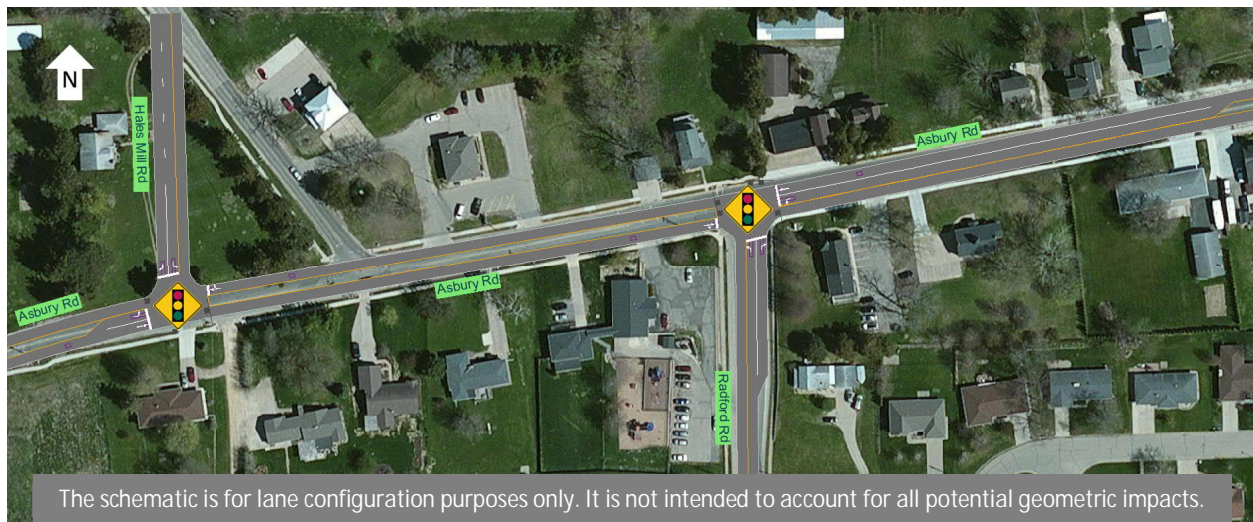 N
Hales Mill Rd
Asbury Rd
Asbury Rd
Asbury Rd
Radford Rd
The schematic is for lane configuration purposes only. It is not intended to account for all potential geometric impacts.